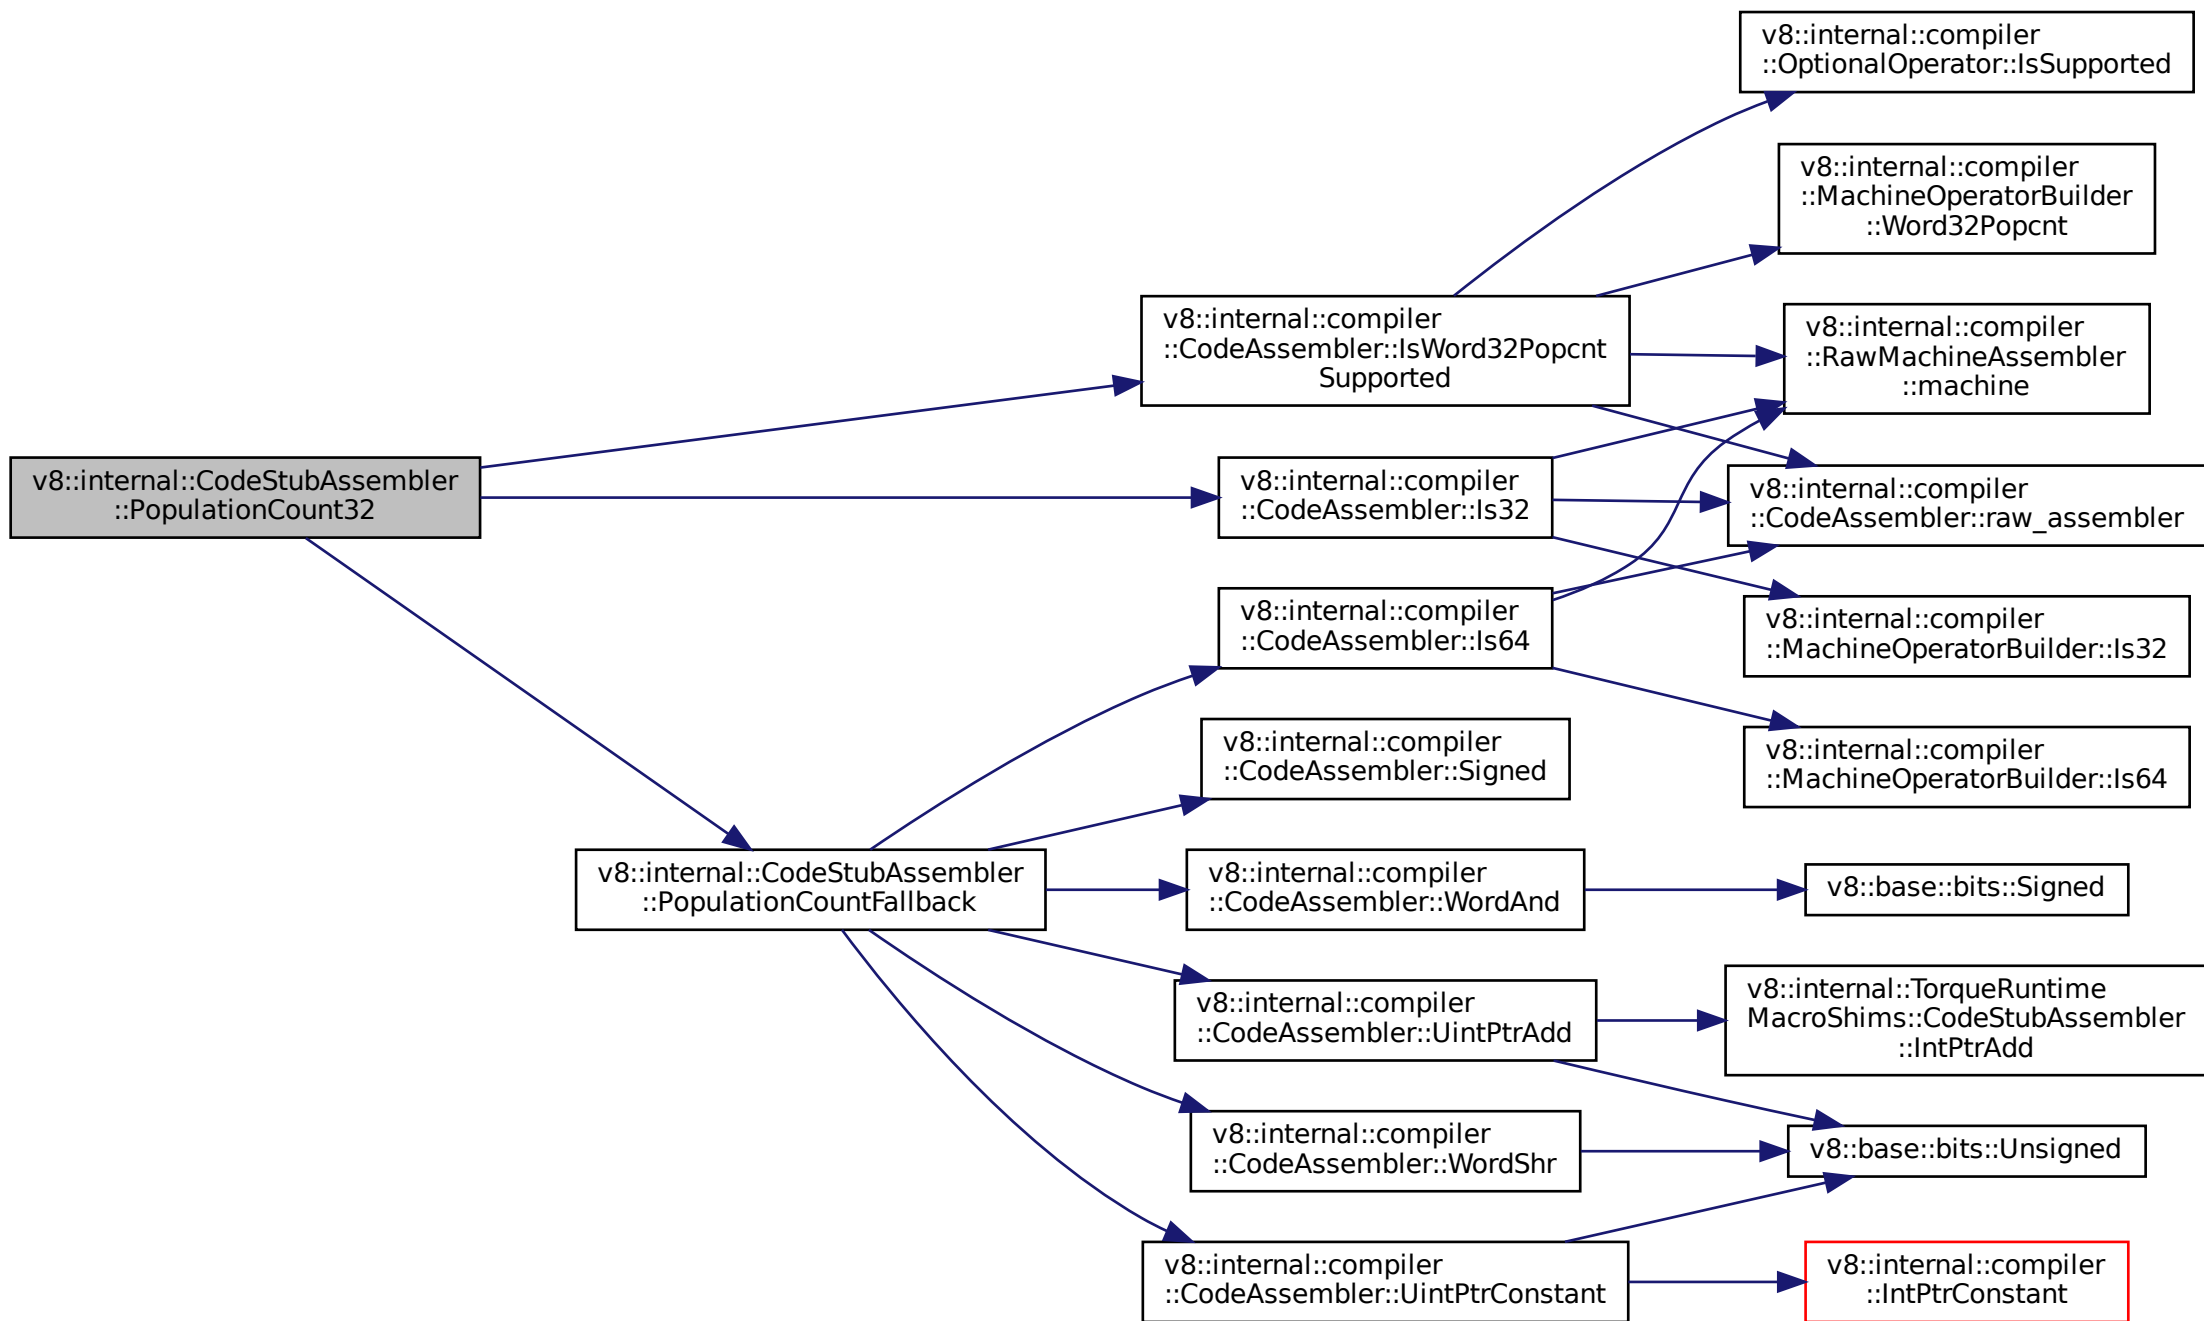 v8::internal::CodeStubAssembler
::PopulationCount32
v8::internal::compiler
::CodeAssembler::IsWord32Popcnt
Supported
v8::internal::compiler
::OptionalOperator::IsSupported
v8::internal::compiler
::MachineOperatorBuilder
::Word32Popcnt
v8::internal::compiler
::RawMachineAssembler
::machine
v8::internal::compiler
::CodeAssembler::raw_assembler
v8::internal::compiler
::CodeAssembler::Is32
v8::internal::compiler
::MachineOperatorBuilder::Is32
v8::internal::CodeStubAssembler
::PopulationCountFallback
v8::internal::compiler
::CodeAssembler::Is64
v8::internal::compiler
::MachineOperatorBuilder::Is64
v8::internal::compiler
::CodeAssembler::Signed
v8::internal::compiler
::CodeAssembler::WordAnd
v8::base::bits::Signed
v8::internal::compiler
::CodeAssembler::UintPtrAdd
v8::internal::TorqueRuntime
MacroShims::CodeStubAssembler
::IntPtrAdd
v8::internal::compiler
::CodeAssembler::WordShr
v8::base::bits::Unsigned
v8::internal::compiler
::CodeAssembler::UintPtrConstant
v8::internal::compiler
::IntPtrConstant